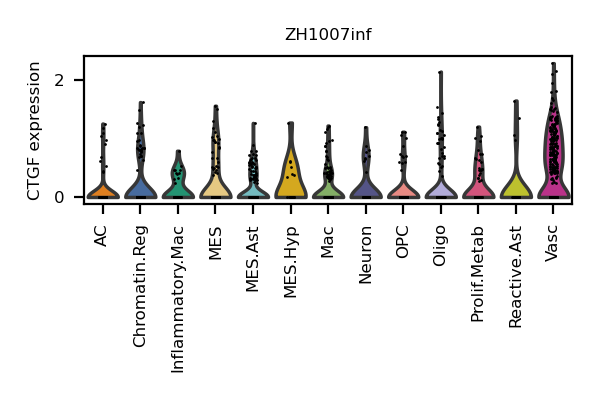 ZH1007inf
CTGF expression
2
0
AC
Chromatin.Reg
Inflammatory.Mac
MES
MES.Ast
MES.Hyp
Mac
Neuron
OPC
Oligo
Prolif.Metab
Reactive.Ast
Vasc